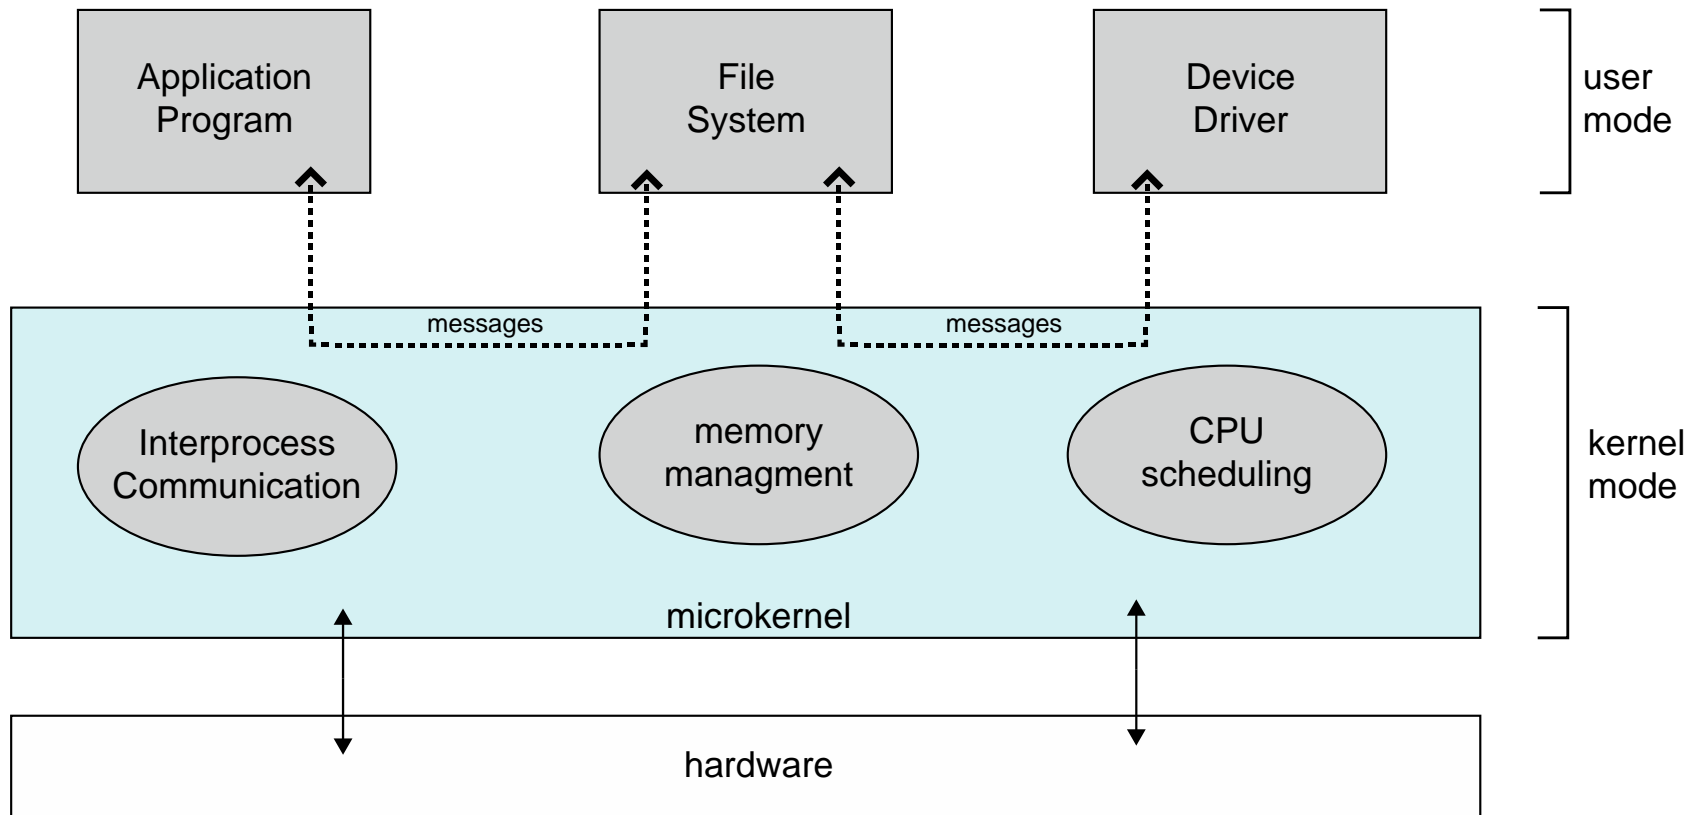 Application
Program
File
System
Device
Driver
user
mode
messages
messages
Interprocess
Communication
memory
managment
CPU
scheduling
kernel
mode
microkernel
hardware